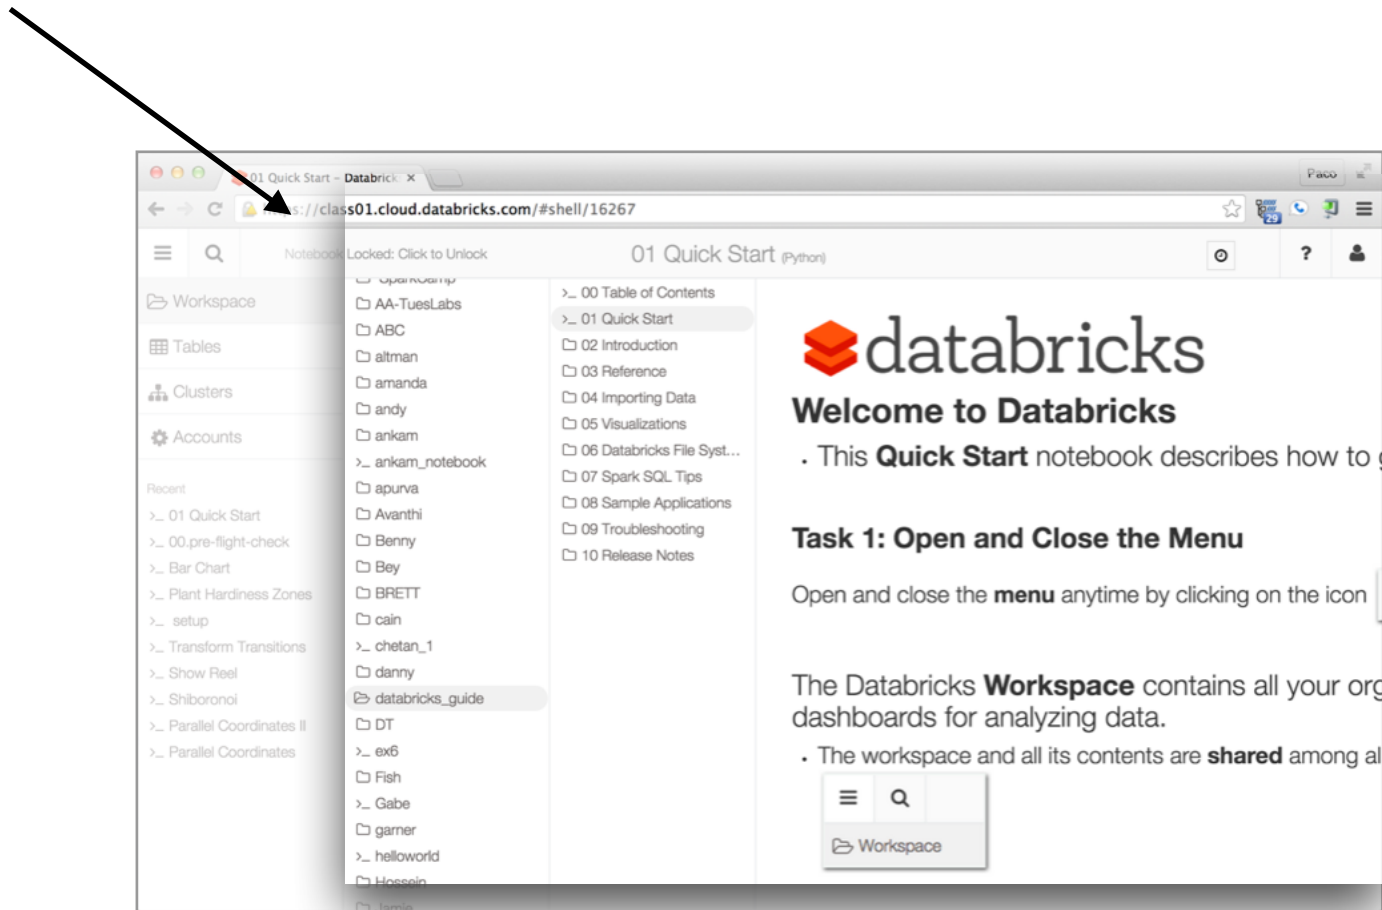 01 Quick Start – Databrick
Paco
https://class01.cloud.databricks.com/#shell/16267
29
Notebook Locked: Click to Unlock
01 Quick Start (Python)
?
Workspace
Tables
Clusters
Accounts
Recent
>_ 01 Quick Start
>_ 00.pre-flight-check
>_ Bar Chart
>_ Plant Hardiness Zones
>_ setup
>_ Transform Transitions
>_ Show Reel
>_ Shiboronoi
>_ Parallel Coordinates II
>_ Parallel Coordinates
SparkCamp
AA-TuesLabs
ABC
altman
amanda
andy
ankam
>_ ankam_notebook
apurva
Avanthi
Benny
Bey
BRETT
cain
>_ chetan_1
danny
databricks_guide
DT
>_ ex6
Fish
>_ Gabe
garner
>_ helloworld
Hossein
Jamie
>_ 00 Table of Contents
>_ 01 Quick Start
02 Introduction
03 Reference
04 Importing Data
05 Visualizations
06 Databricks File Syst...
07 Spark SQL Tips
08 Sample Applications
09 Troubleshooting
10 Release Notes
databricks
Welcome to Databricks
• This Quick Start notebook describes how to
Task 1: Open and Close the Menu
Open and close the menu anytime by clicking on the icon
The Databricks Workspace contains all your org
dashboards for analyzing data.
• The workspace and all its contents are shared among al
Workspace